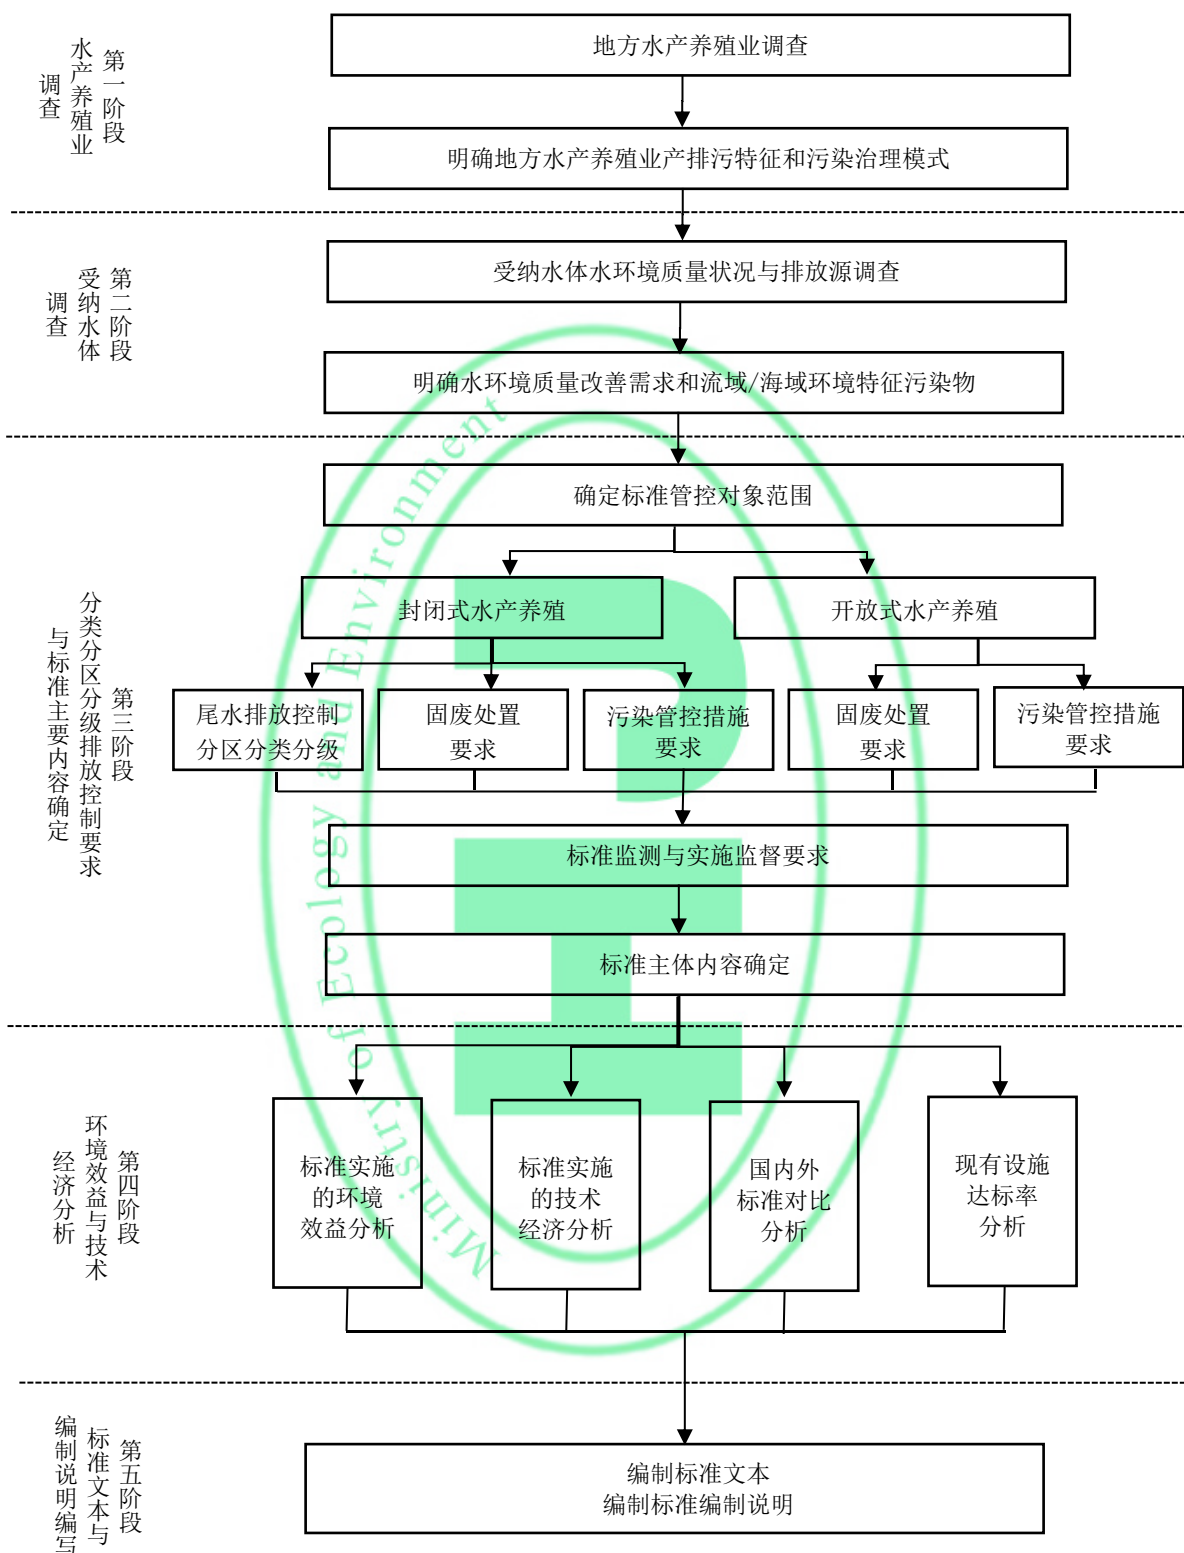 第一阶段
水产养殖业
调查
地方水产养殖业调查
明确地方水产养殖业产排污特征和污染治理模式
第二阶段
受纳水体
调查
受纳水体水环境质量状况与排放源调查
明确水环境质量改善需求和流域/海域环境特征污染物
第三阶段
分类分区分级排放控制要求
与标准主要内容确定
确定标准管控对象范围
封闭式水产养殖
开放式水产养殖
尾水排放控制
分区分类分级
固废处置
要求
污染管控措施
要求
固废处置
要求
污染管控措施
要求
标准监测与实施监督要求
标准主体内容确定
第四阶段
环境效益与技术
经济分析
标准实施
的环境
效益分析
标准实施
的技术
经济分析
国内外
标准对比
分析
现有设施
达标率
分析
第五阶段
标准文本与
编制说明编写
编制标准文本
编制标准编制说明
Ministry of Ecology and Environment